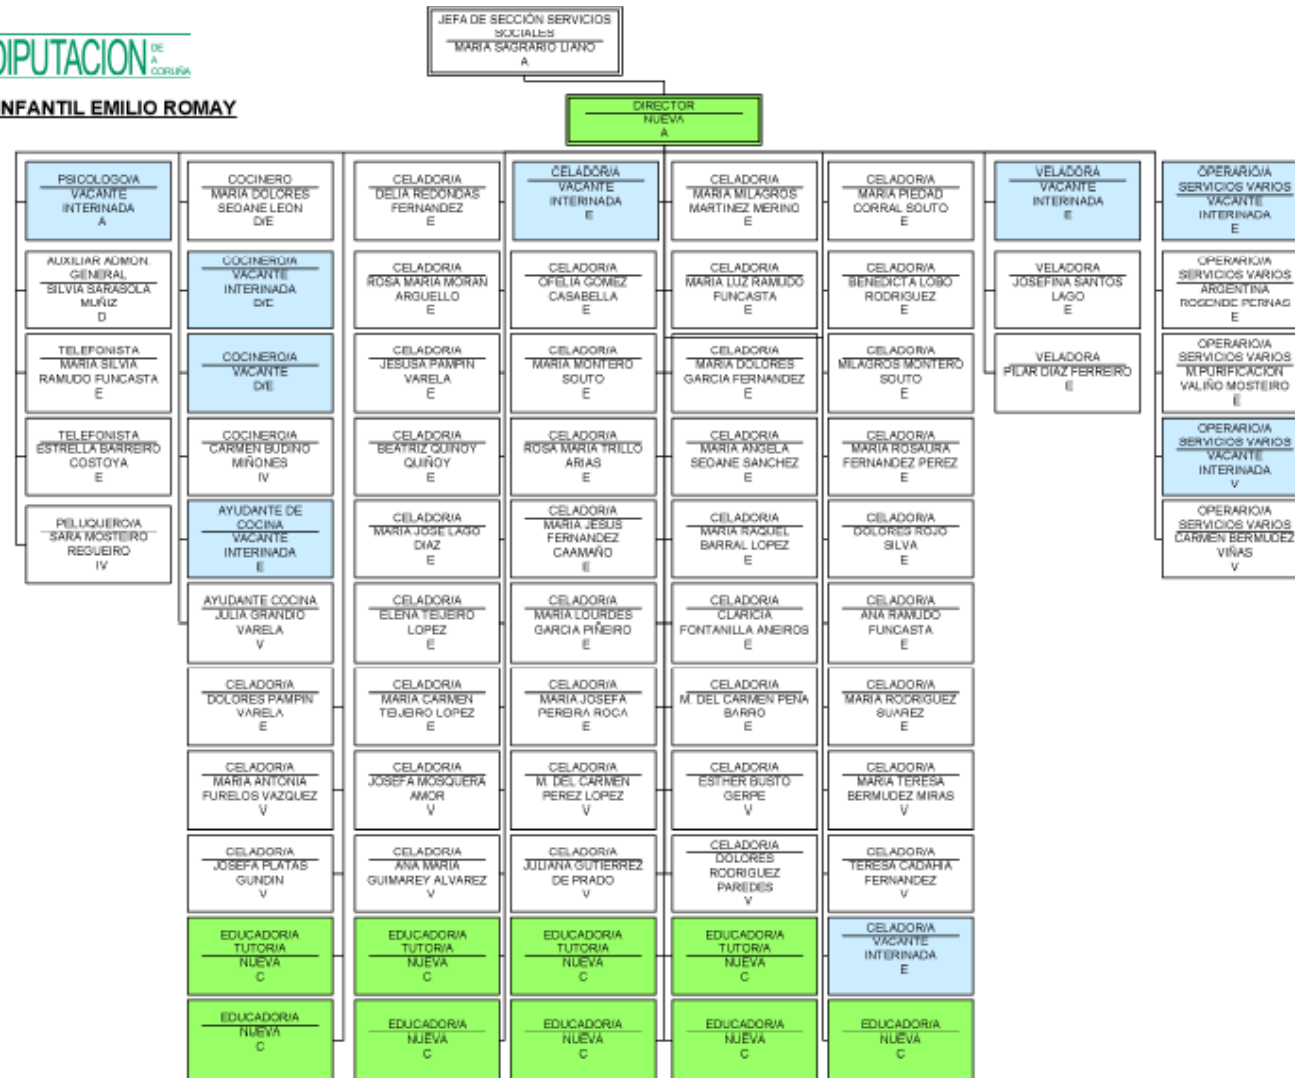 JEFA DE SECCIÓN SERVICIOS
SOCIALES
MARIA SAGRARIO LIANO
A
DIPUTACION DE
A
CORUÑA
INFANTIL EMILIO ROMAY
DIRECTOR
NUEVA
A
PSICOLOGO/A
VACANTE
INTERINADA
A
AUXILIAR ADMON.
GENERAL
SILVIA SARASOLA
MUÑIZ
D
TELEFONISTA
MARIA SILVIA
RAMUDO FUNCASTA
E
TELEFONISTA
ESTRELLA BARREIRO
COSTOYA
E
PELUQUERO/A
SARA MOSTEIRO
REGUEIRO
IV
COCINERO
MARIA DOLORES
SEOANE LEON
D/E
COCINERO/A
VACANTE
INTERINADA
D/E
COCINERO/A
VACANTE
D/E
COCINERO/A
CARMEN BUDIÑO
MIÑONES
IV
AYUDANTE DE
COCINA
VACANTE
INTERINADA
E
AYUDANTE COCINA
JULIA GRANDIO
VARELA
V
CELADOR/A
DOLORES PAMPIN
VARELA
E
CELADOR/A
MARIA ANTONIA
FURELOS VAZQUEZ
V
CELADOR/A
JOSEFA PLATAS
GUNDIN
V
EDUCADOR/A
TUTOR/A
NUEVA
C
EDUCADOR/A
NUEVA
C
CELADOR/A
DELIA REDONDAS
FERNANDEZ
E
CELADOR/A
ROSA MARIA MORAN
ARGUELLO
E
CELADOR/A
JESUSA PAMPIN
VARELA
E
CELADOR/A
BEATRIZ QUINOY
QUIÑOY
E
CELADOR/A
MARIA JOSE LAGO
DIAZ
E
CELADOR/A
ELENA TEIJEIRO
LOPEZ
E
CELADOR/A
MARIA CARMEN
TEIJEIRO LOPEZ
E
CELADOR/A
JOSEFA MOSQUERA
AMOR
V
CELADOR/A
ANA MARIA
GUIMAREY ALVAREZ
V
EDUCADOR/A
TUTOR/A
NUEVA
C
EDUCADOR/A
NUEVA
C
CELADOR/A
VACANTE
INTERINADA
E
CELADOR/A
OFELIA GOMEZ
CASABELLA
E
CELADOR/A
MARIA MONTERO
SOUTO
E
CELADOR/A
ROSA MARIA TRILLO
ARIAS
E
CELADOR/A
MARIA JESUS
FERNANDEZ
CAAMAÑO
E
CELADOR/A
MARIA LOURDES
GARCIA PIÑEIRO
E
CELADOR/A
MARIA JOSEFA
PEREIRA ROCA
E
CELADOR/A
M. DEL CARMEN
PEREZ LOPEZ
V
CELADOR/A
JULIANA GUTIERREZ
DE PRADO
V
EDUCADOR/A
TUTOR/A
NUEVA
C
EDUCADOR/A
NUEVA
C
CELADOR/A
MARIA MILAGROS
MARTINEZ MERINO
E
CELADOR/A
MARIA LUZ RAMUDO
FUNCASTA
E
CELADOR/A
MARIA DOLORES
GARCIA FERNANDEZ
E
CELADOR/A
MARIA ANGELA
SEOANE SANCHEZ
E
CELADOR/A
MARIA RAQUEL
BARRAL LOPEZ
E
CELADOR/A
CLARICIA
FONTANILLA ANEIROS
E
CELADOR/A
M. DEL CARMEN PENA
BARRO
E
CELADOR/A
ESTHER BUSTO
GERPE
V
CELADOR/A
DOLORES
RODRIGUEZ
PAREDES
V
EDUCADOR/A
TUTOR/A
NUEVA
C
EDUCADOR/A
NUEVA
C
CELADOR/A
MARIA PIEDAD
CORRAL SOUTO
E
CELADOR/A
BENEDICTA LOBO
RODRIGUEZ
E
CELADOR/A
MILAGROS MONTERO
SOUTO
E
CELADOR/A
MARIA ROSAURA
FERNANDEZ PEREZ
E
CELADOR/A
DOLORES ROJO
SILVA
E
CELADOR/A
ANA RAMUDO
FUNCASTA
E
CELADOR/A
MARIA RODRIGUEZ
SUAREZ
E
CELADOR/A
MARIA TERESA
BERMUDEZ MIRAS
V
CELADOR/A
TERESA CADAHIA
FERNANDEZ
V
CELADOR/A
VACANTE
INTERINADA
E
EDUCADOR/A
NUEVA
C
VELADORA
VACANTE
INTERINADA
E
VELADORA
JOSEFINA SANTOS
LAGO
E
VELADORA
PILAR DIAZ FERREIRO
E
OPERARIO/A
SERVICIOS VARIOS
VACANTE
INTERINADA
E
OPERARIO/A
SERVICIOS VARIOS
ARGENTINA
ROSENDE PERNAS
E
OPERARIO/A
SERVICIOS VARIOS
M.PURIFICACION
VALIÑO MOSTEIRO
E
OPERARIO/A
SERVICIOS VARIOS
VACANTE
INTERINADA
V
OPERARIO/A
SERVICIOS VARIOS
CARMEN BERMUDEZ
VIÑAS
V